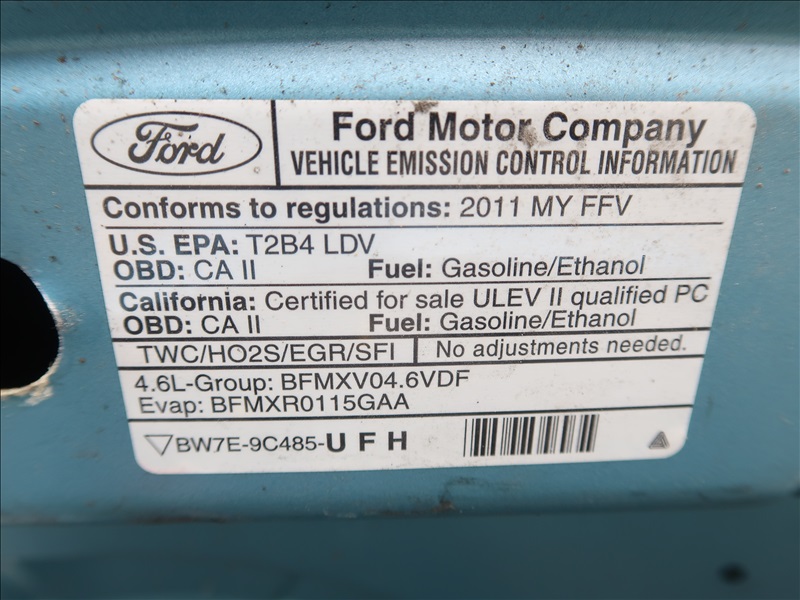 Ford
Ford Motor Company
VEHICLE EMISSION CONTROL INFORMATION
Conforms to regulations: 2011 MY FFV
U.S. EPA: T2B4 LDV
OBD: CA II Fuel: Gasoline/Ethanol
California: Certified for sale ULEV II qualified PC
OBD: CA II Fuel: Gasoline/Ethanol
TWC/HO2S/EGR/SFI No adjustments needed.
4.6L-Group: BFMXV04.6VDF
Evap: BFMXR0115GAA
BW7E-9C485-U F H